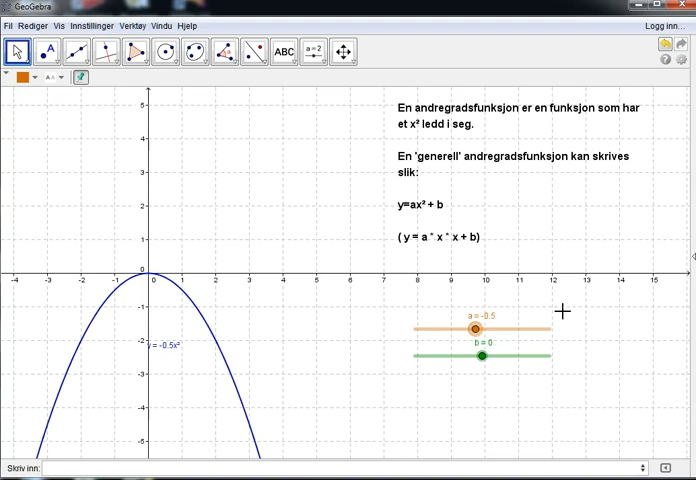 GeoGebra
Fil Rediger Vis Innstillinger Verktøy Vindu Hjelp Logg inn...
A ABC a=2
AA
En andregradsfunksjon er en funksjon som har
et x² ledd i seg.
En 'generell' andregradsfunksjon kan skrives
slik:
y=ax² + b
( y = a * x * x + b)
5
4
3
2
1
0
-4 -3 -2 -1 0 1 2 3 4 5 6 7 8 9 10 11 12 13 14 15
-1
-2
-3
-4
-5
a = -0.5
b = 0
y = -0.5x²
Skriv inn: